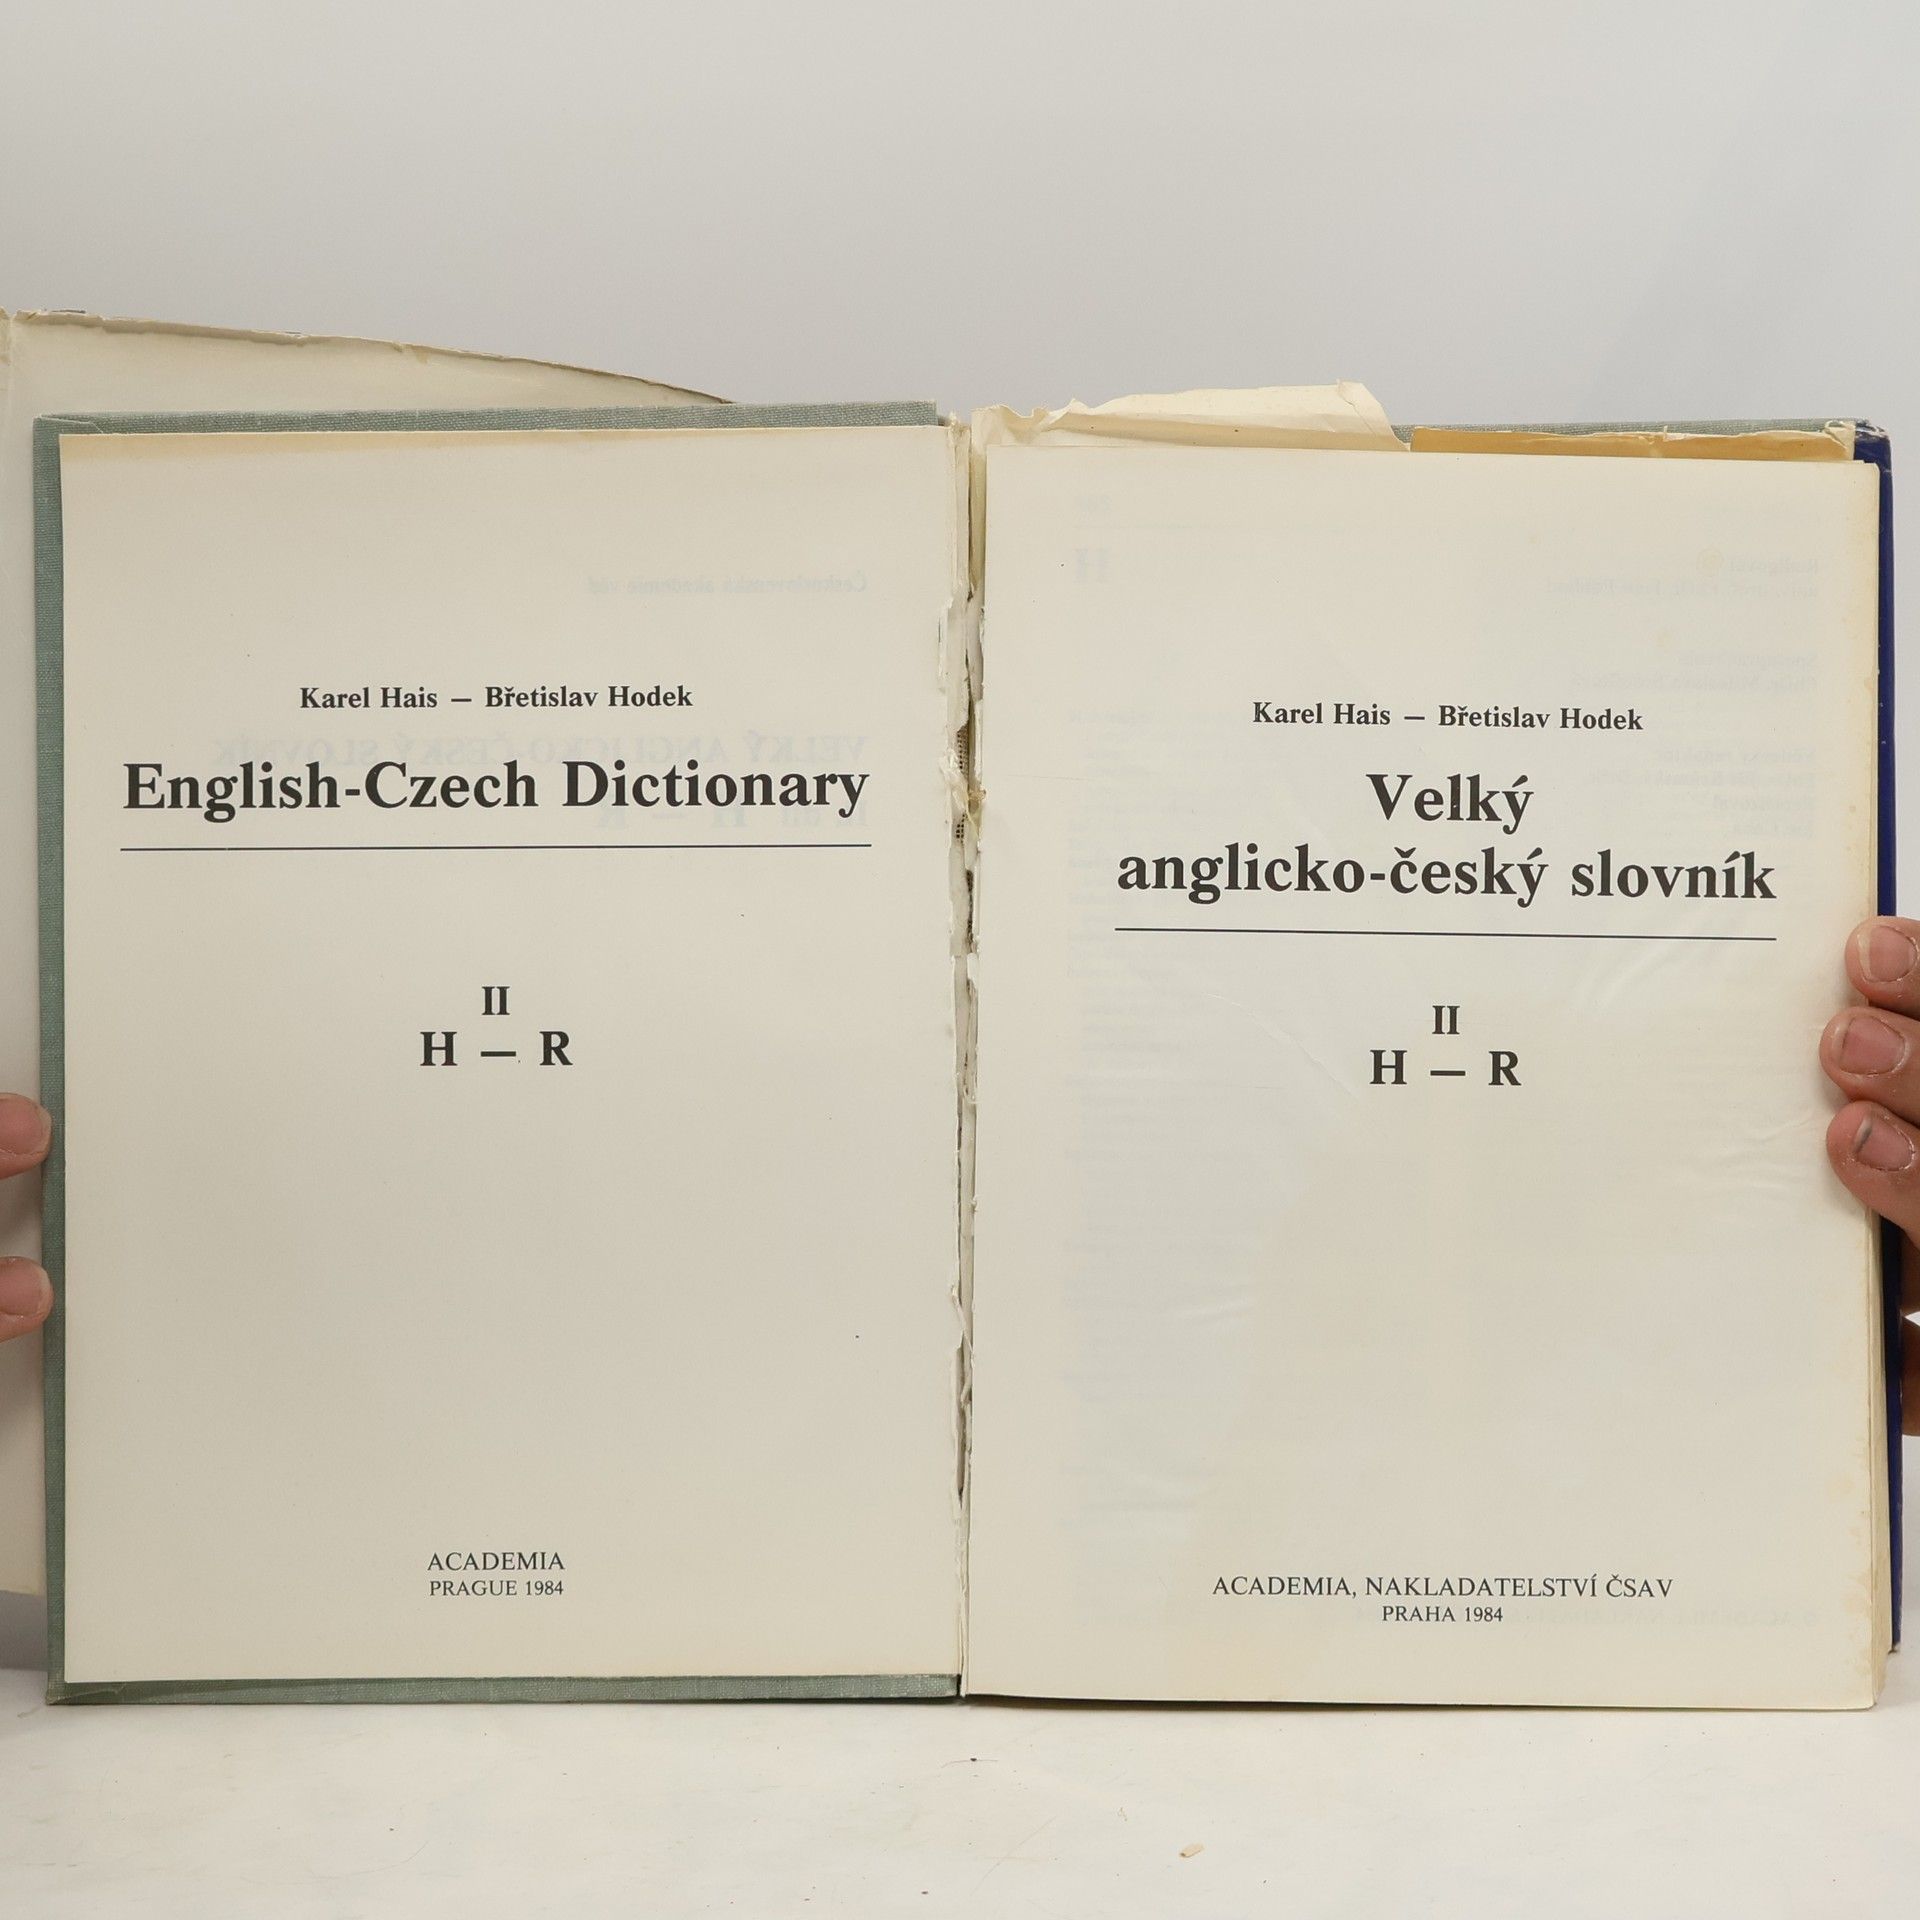 Karel Hais — Břetislav Hodek
English-Czech Dictionary
II
H — R
ACADEMIA
PRAGUE 1984
Karel Hais — Břetislav Hodek
Velký
anglicko-český slovník
II
H — R
ACADEMIA, NAKLADATELSTVÍ ČSAV
PRAHA 1984